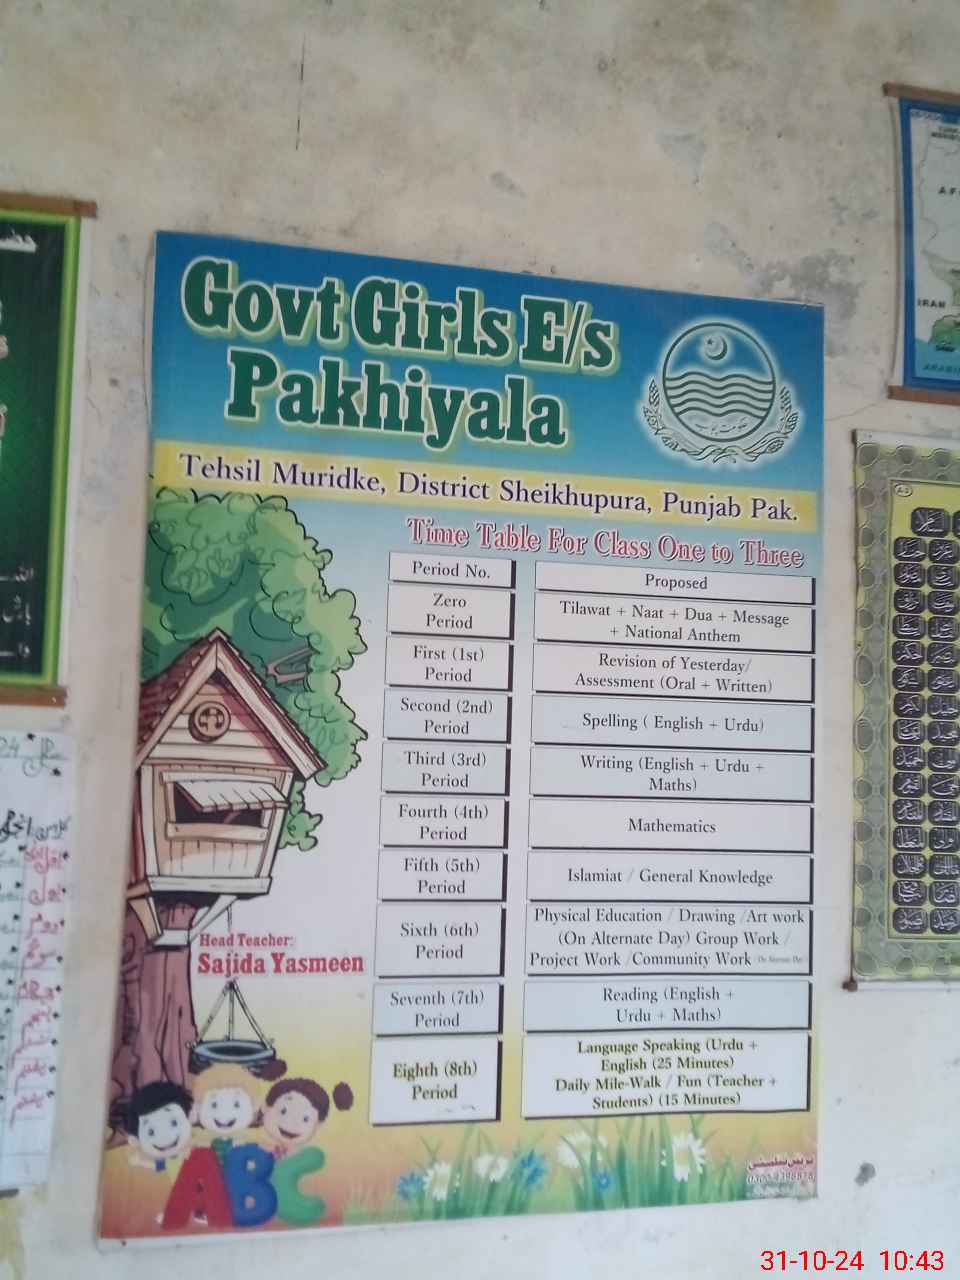 Govt Girls E/s
Pakhiyala
Tehsil Muridke, District Sheikhupura, Punjab Pak.
Time Table For Class One to Three
Period No.
Proposed
Zero
Period
Tilawat + Naat + Dua + Message
+ National Anthem
First (1st)
Period
Revision of Yesterday/
Assessment (Oral + Written)
Second (2nd)
Period
Spelling ( English + Urdu)
Third (3rd)
Period
Writing (English + Urdu +
Maths)
Fourth (4th)
Period
Mathematics
Fifth (5th)
Period
Islamiat / General Knowledge
Sixth (6th)
Period
Physical Education / Drawing /Art work
(On Alternate Day) Group Work /
Project Work /Community Work On Alternate Day
Seventh (7th)
Period
Reading (English +
Urdu + Maths)
Eighth (8th)
Period
Language Speaking (Urdu +
English (25 Minutes)
Daily Mile-Walk / Fun (Teacher +
Students) (15 Minutes)
Head Teacher:
Sajida Yasmeen
ABC
IRAN
31-10-24 10:43